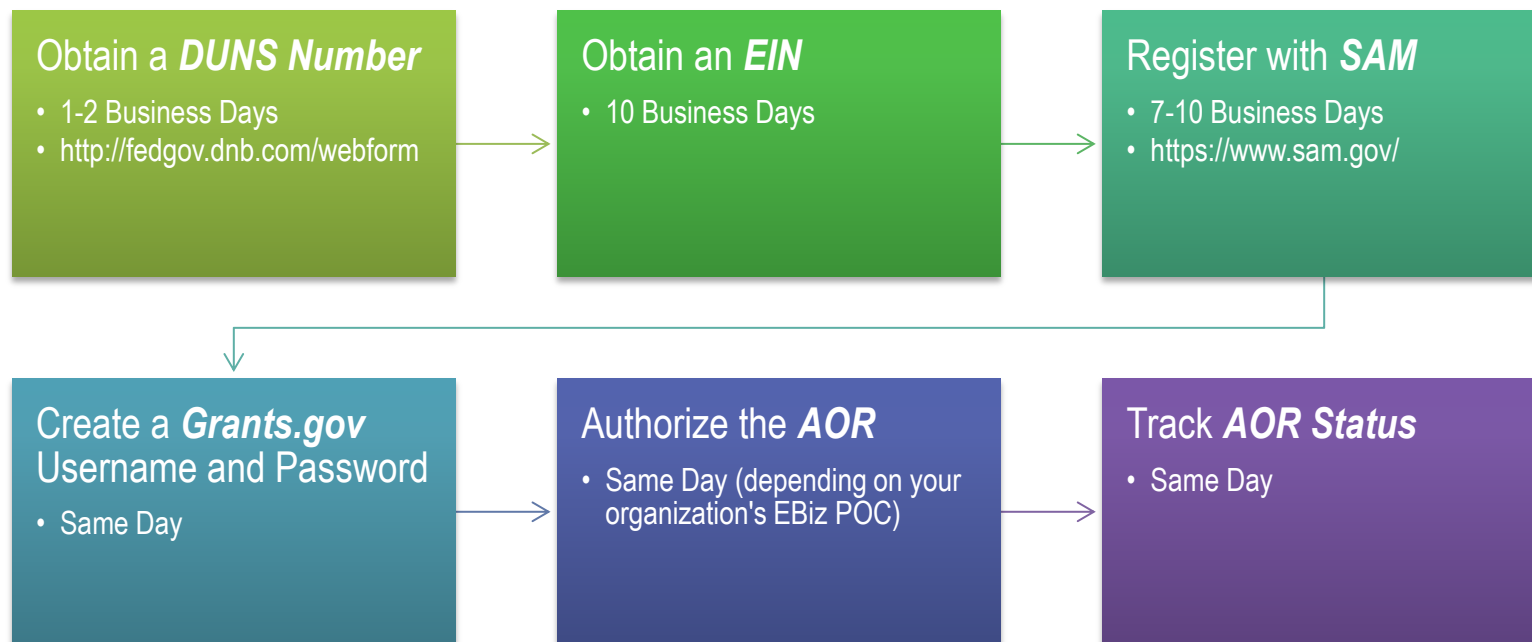 Obtain a DUNS Number
• 1-2 Business Days
• http://fedgov.dnb.com/webform
Obtain an EIN
• 10 Business Days
Register with SAM
• 7-10 Business Days
• https://www.sam.gov/
Create a Grants.gov
Username and Password
• Same Day
Authorize the AOR
• Same Day (depending on your
organization's EBiz POC)
Track AOR Status
• Same Day